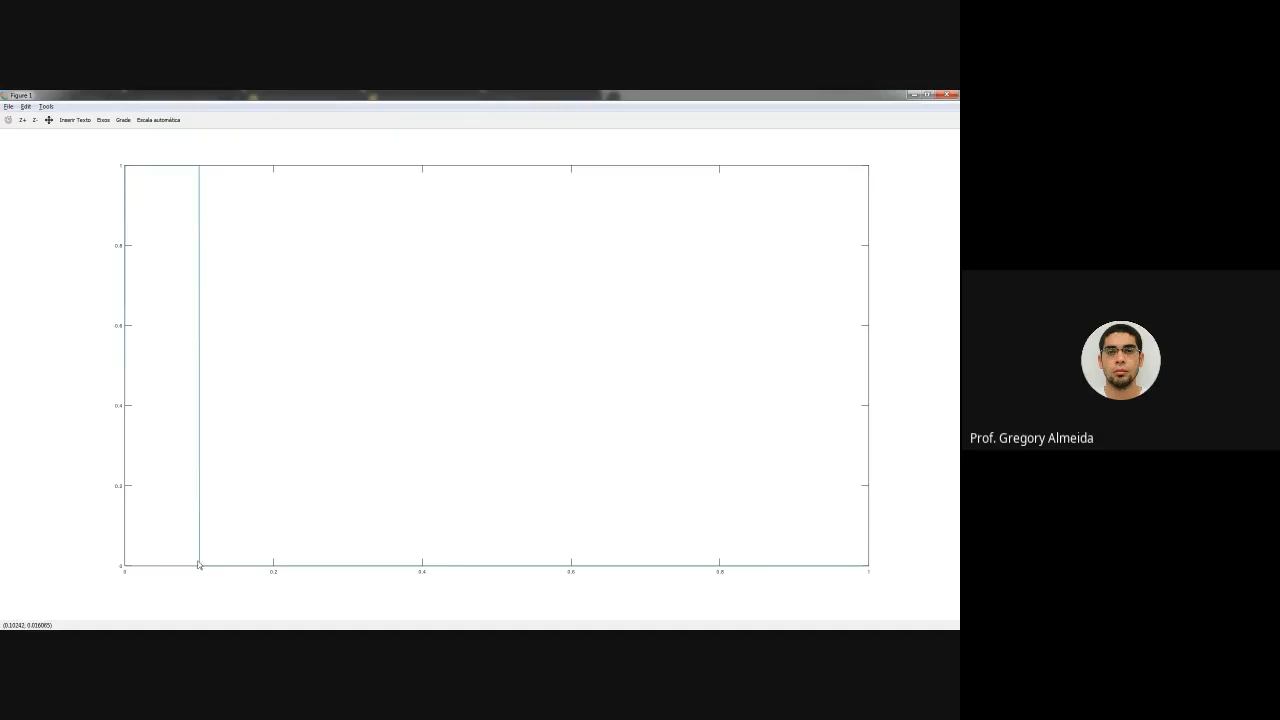 Figure 1
File Edit Tools
Z+ Z- Inserir Texto Eixos Grade Escala automática
1
0.8
0.6
0.4
0.2
0
0 0.2 0.4 0.6 0.8 1
(0.10242, 0.016065)
Prof. Gregory Almeida